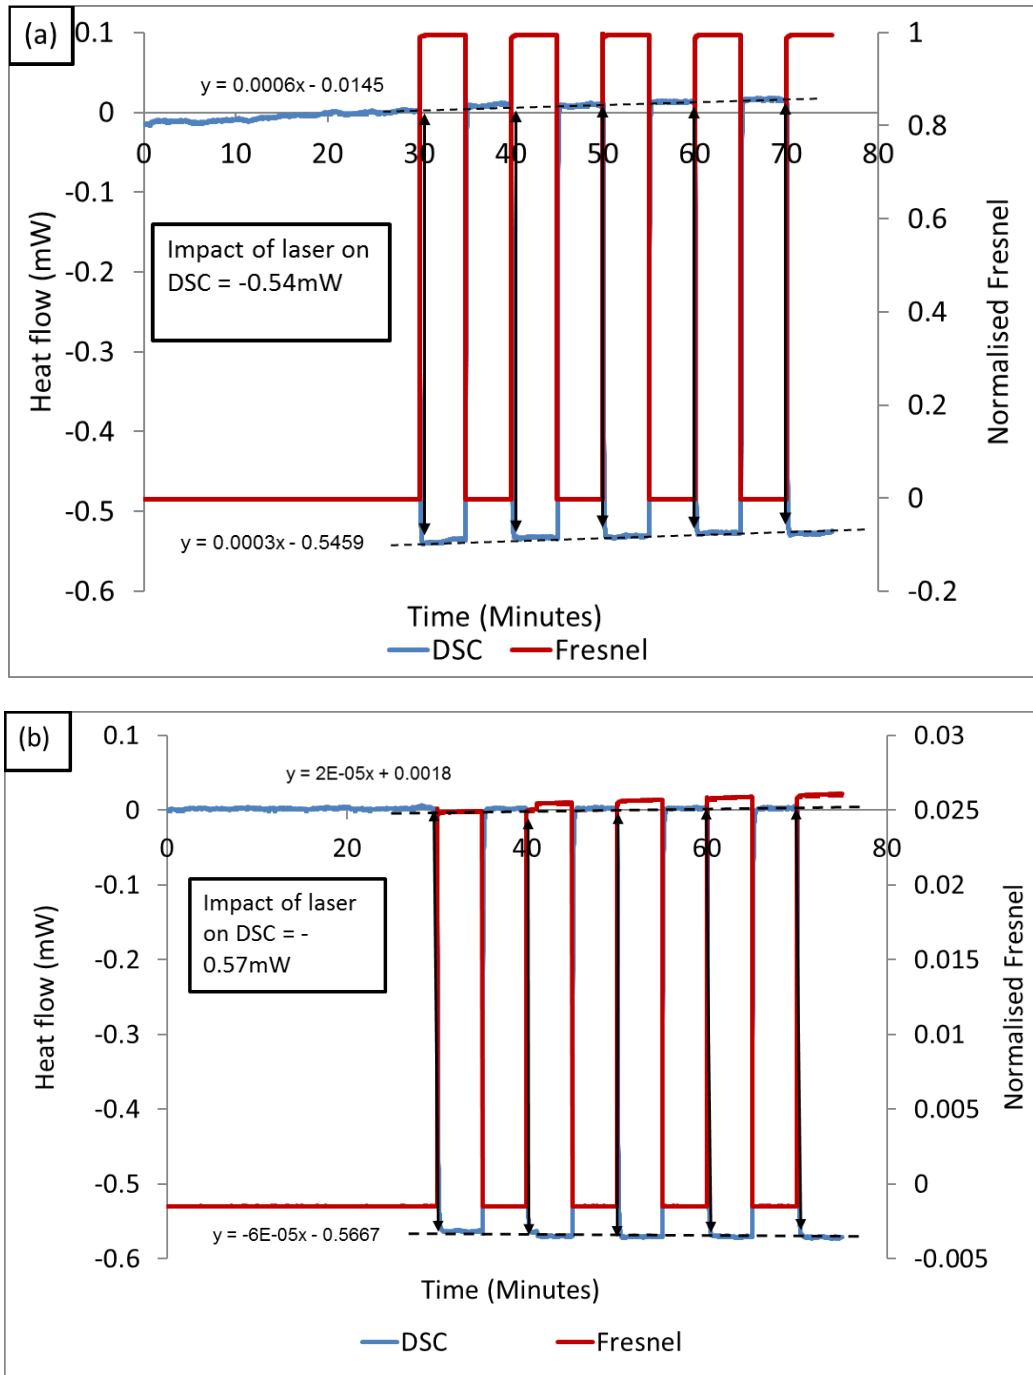 (a)
0.1
0
-0.1
-0.2
-0.3
-0.4
-0.5
-0.6
Heat flow (mW)
y = 0.0006x - 0.0145
0 10 20 30 40 50 60 70 80
Impact of laser on
DSC = -0.54mW
y = 0.0003x - 0.5459
1
0.8
0.6
0.4
0.2
0
-0.2
Normalised Fresnel
Time (Minutes)
DSC Fresnel
(b)
0.1
0
-0.1
-0.2
-0.3
-0.4
-0.5
-0.6
Heat flow (mW)
y = 2E-05x + 0.0018
0 20 40 60 80
Impact of laser
on DSC = -
0.57mW
y = -6E-05x - 0.5667
0.03
0.025
0.02
0.015
0.01
0.005
0
-0.005
Normalised Fresnel
Time (Minutes)
DSC Fresnel